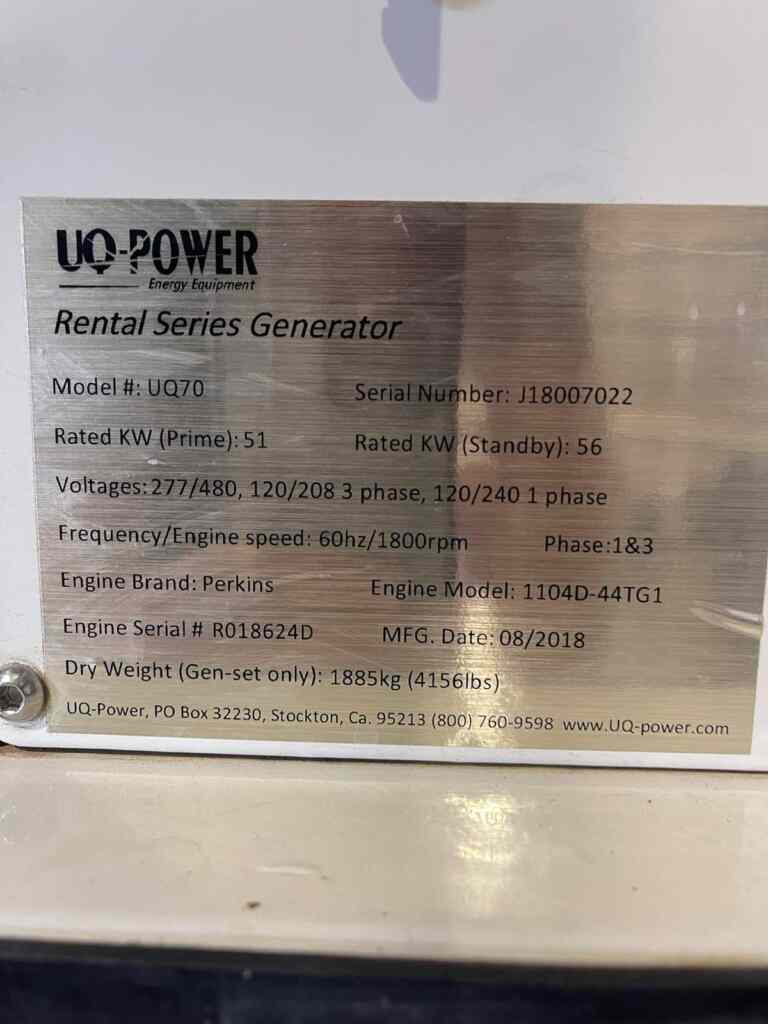 UQ-POWER
Energy Equipment
Rental Series Generator
Model #: UQ70 Serial Number: J18007022
Rated KW (Prime): 51 Rated KW (Standby): 56
Voltages: 277/480, 120/208 3 phase, 120/240 1 phase
Frequency/Engine speed: 60hz/1800rpm Phase:1&3
Engine Brand: Perkins Engine Model: 1104D-44TG1
Engine Serial # R018624D MFG. Date: 08/2018
Dry Weight (Gen-set only): 1885kg (4156lbs)
UQ-Power, PO Box 32230, Stockton, Ca. 95213 (800) 760-9598 www.UQ-power.com